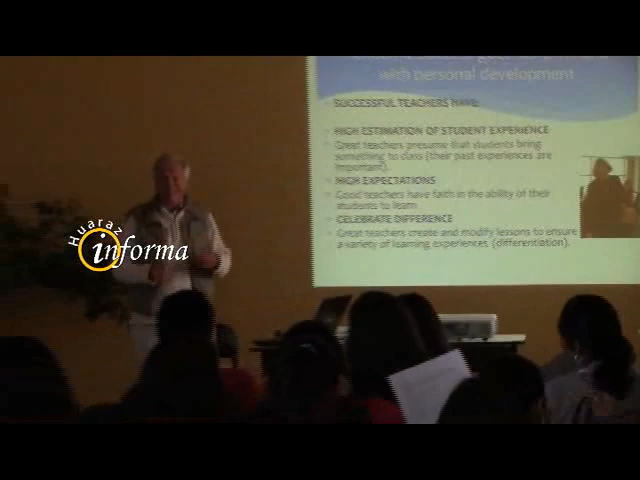 with personal development
SUCCESSFUL TEACHERS HAVE:
HIGH ESTIMATION OF STUDENT EXPERIENCE
Great teachers presume that students bring
something to class (their past experiences are
important).
HIGH EXPECTATIONS
Good teachers have faith in the ability of their
students to learn
CELEBRATE DIFFERENCE
Great teachers create and modify lessons to ensure
a variety of learning experiences (differentiation).
Huaraz
informa